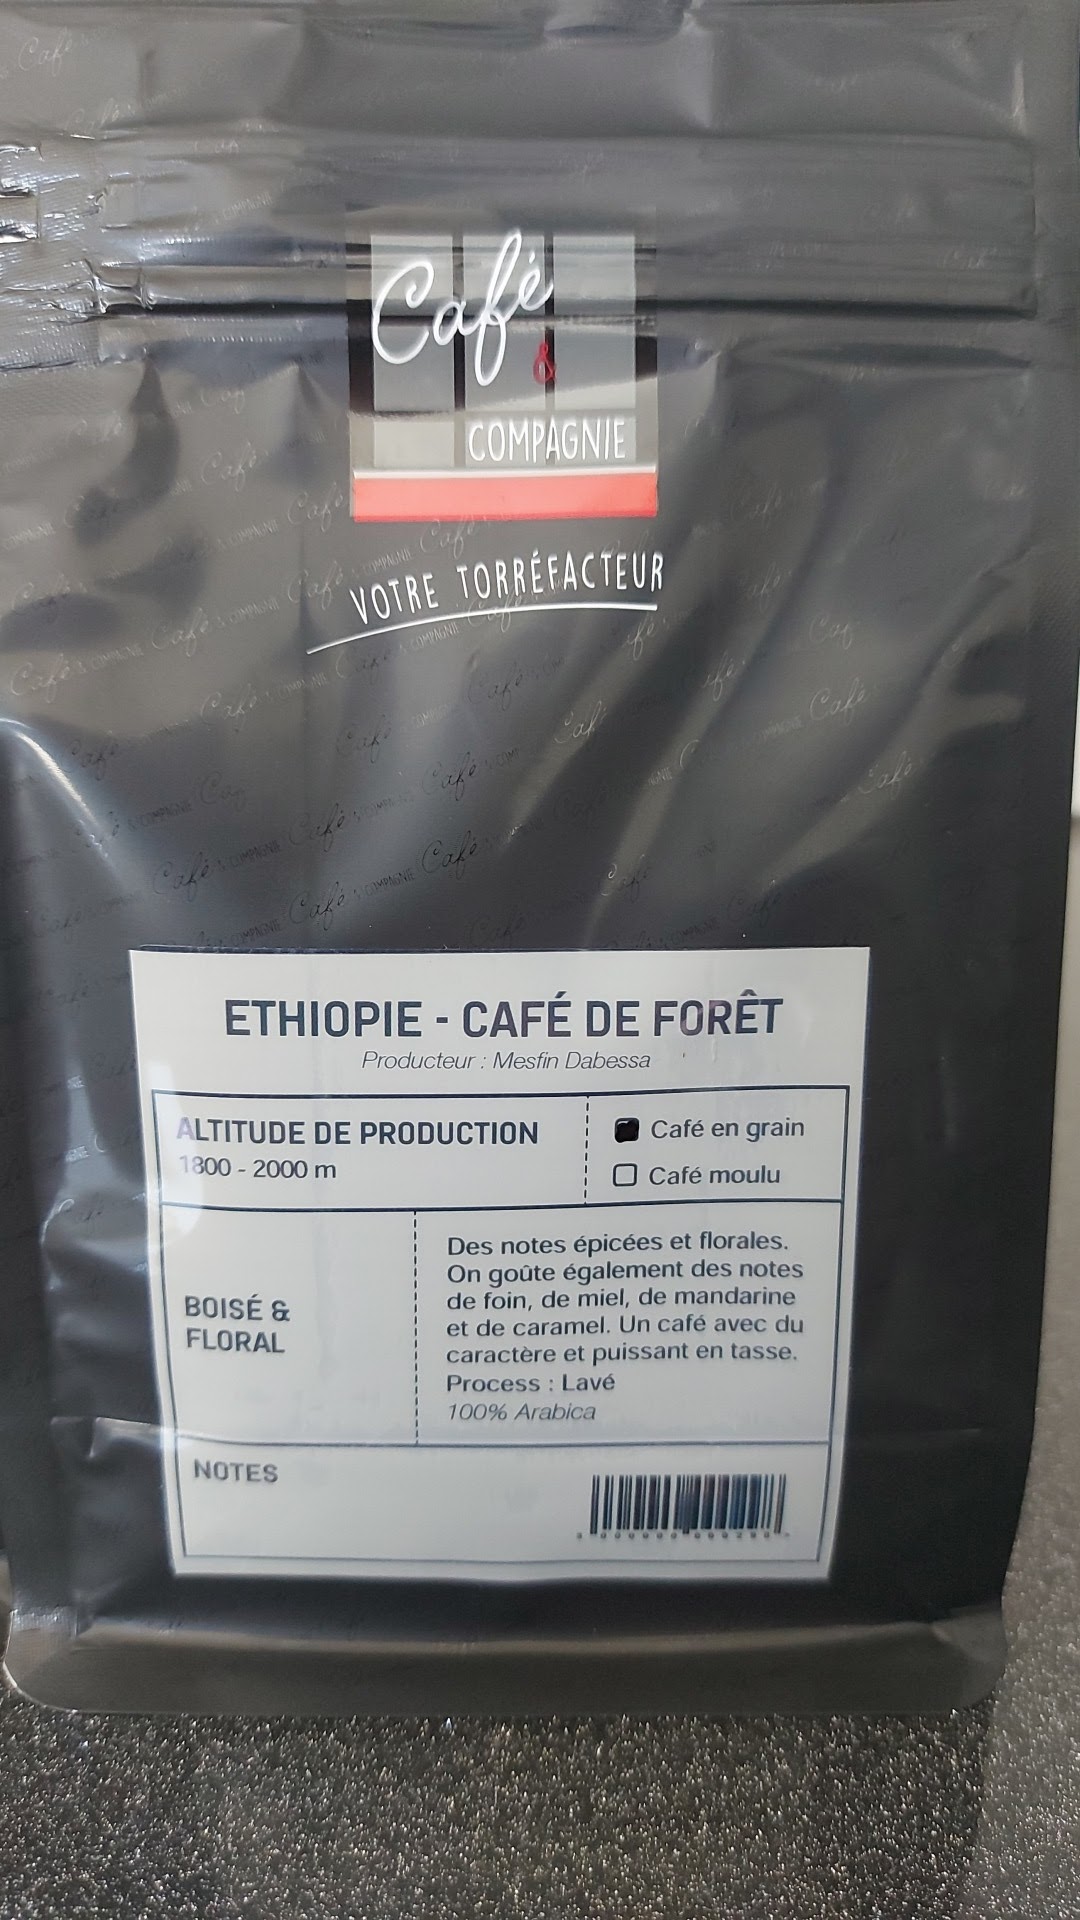 Café
&
COMPAGNIE
VOTRE TORRÉFACTEUR
ETHIOPIE - CAFÉ DE FORÊT
Producteur : Mesfin Dabessa
ALTITUDE DE PRODUCTION
1800 - 2000 m
Café en grain
Café moulu
BOISÉ &
FLORAL
Des notes épicées et florales.
On goûte également des notes
de foin, de miel, de mandarine
et de caramel. Un café avec du
caractère et puissant en tasse.
Process : Lavé
100% Arabica
NOTES